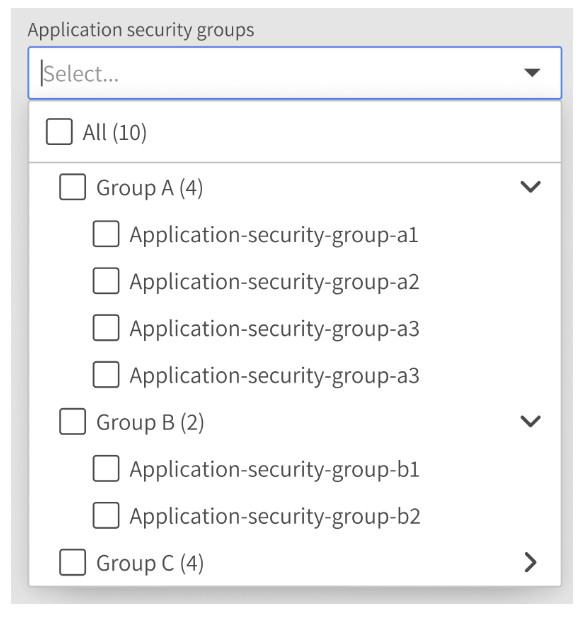 Application security groups
Select...
All (10)
Group A (4)
Application-security-group-a1
Application-security-group-a2
Application-security-group-a3
Application-security-group-a3
Group B (2)
Application-security-group-b1
Application-security-group-b2
Group C (4)